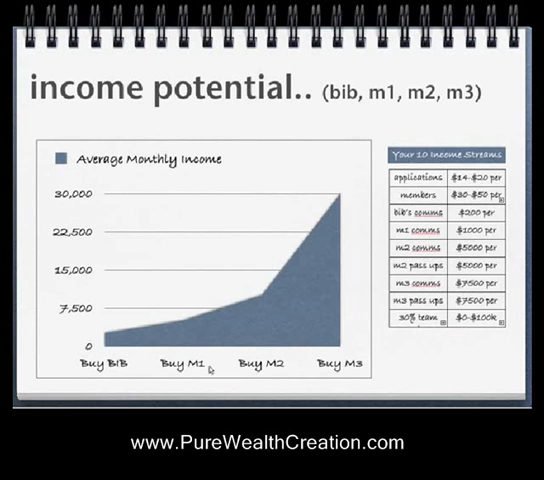 income potential.. (bib, m1, m2, m3)
Average Monthly Income
30,000
22,500
15,000
7,500
0
Buy BIB Buy M1 Buy M2 Buy M3
Your 10 Income Streams
applications $14-$20 per
members $30-$50 per
bib's comms $200 per
m1 comms $1000 per
m2 comms $5000 per
m2 pass ups $5000 per
m3 comms $7500 per
m3 pass ups $7500 per
30% team $0-$100k
www.PureWealthCreation.com